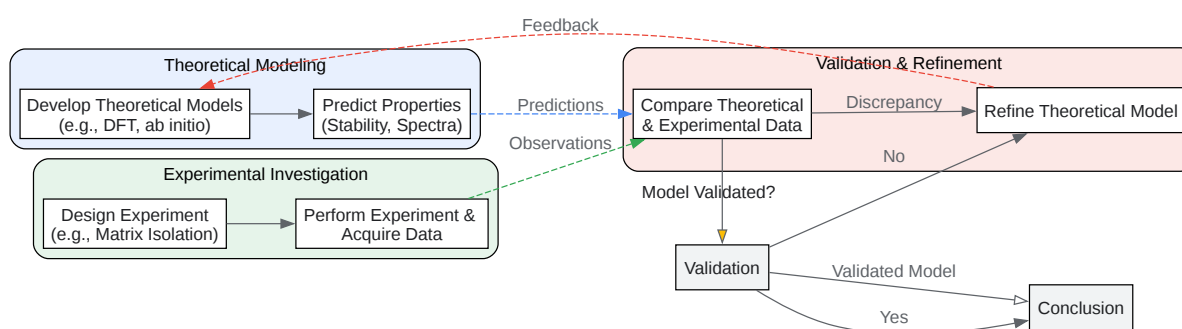 Feedback
Theoretical Modeling
Validation & Refinement
Develop Theoretical Models
(e.g., DFT, ab initio)
Predict Properties
(Stability, Spectra)
Predictions
Compare Theoretical
& Experimental Data
Discrepancy
Refine Theoretical Model
Observations
No
Experimental Investigation
Model Validated?
Design Experiment
(e.g., Matrix Isolation)
Perform Experiment &
Acquire Data
Validation
Validated Model
Conclusion
Yes